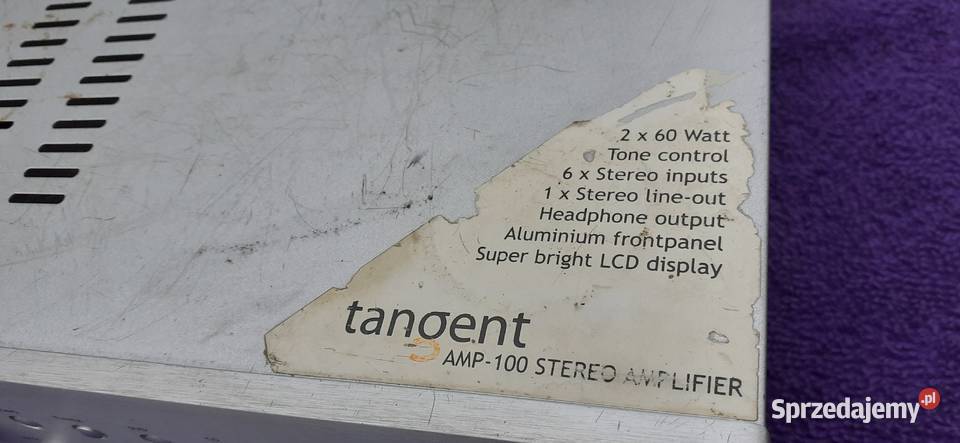 2 x 60 Watt
Tone control
6 x Stereo inputs
1 x Stereo line-out
Headphone output
Aluminium frontpanel
Super bright LCD display
tangent
AMP-100 STEREO AMPLIFIER
Sprzedajemy.pl